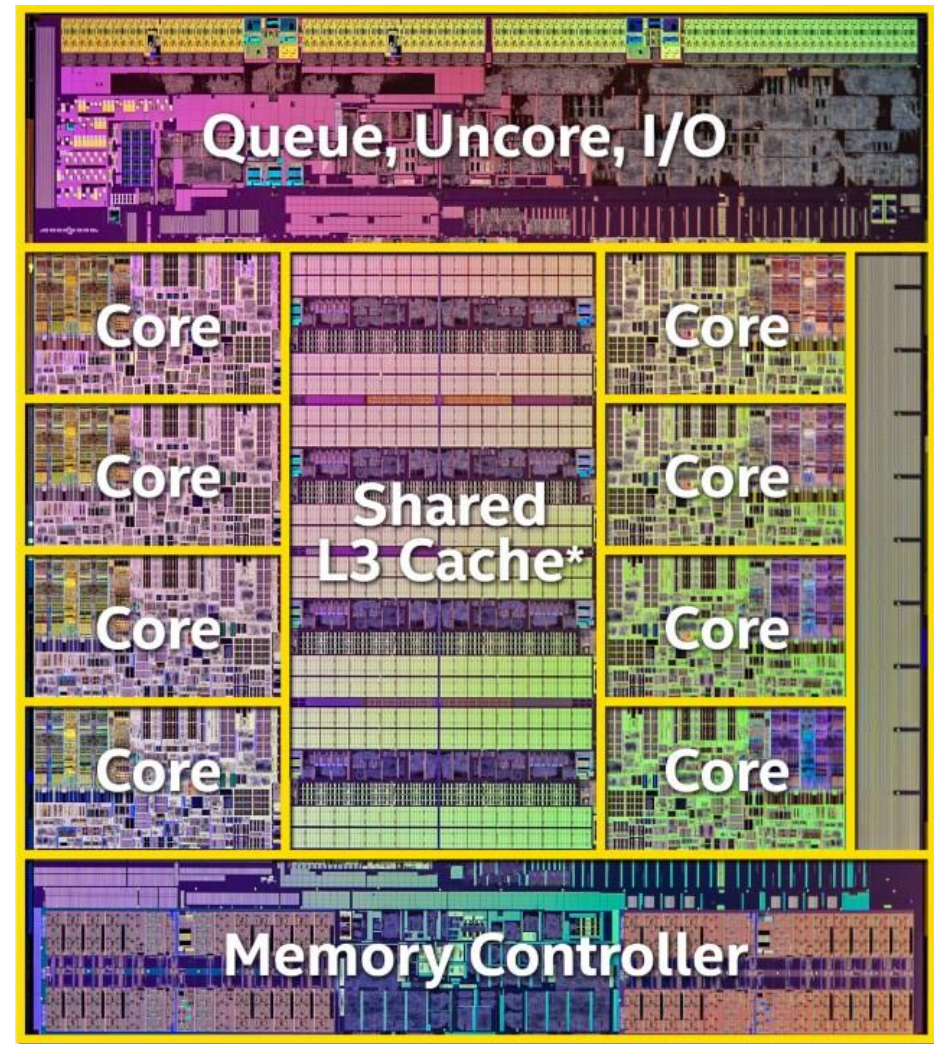 Queue, Uncore, I/O
Core
Core
Core
Core
Shared
L3 Cache*
Core
Core
Core
Core
Memory Controller